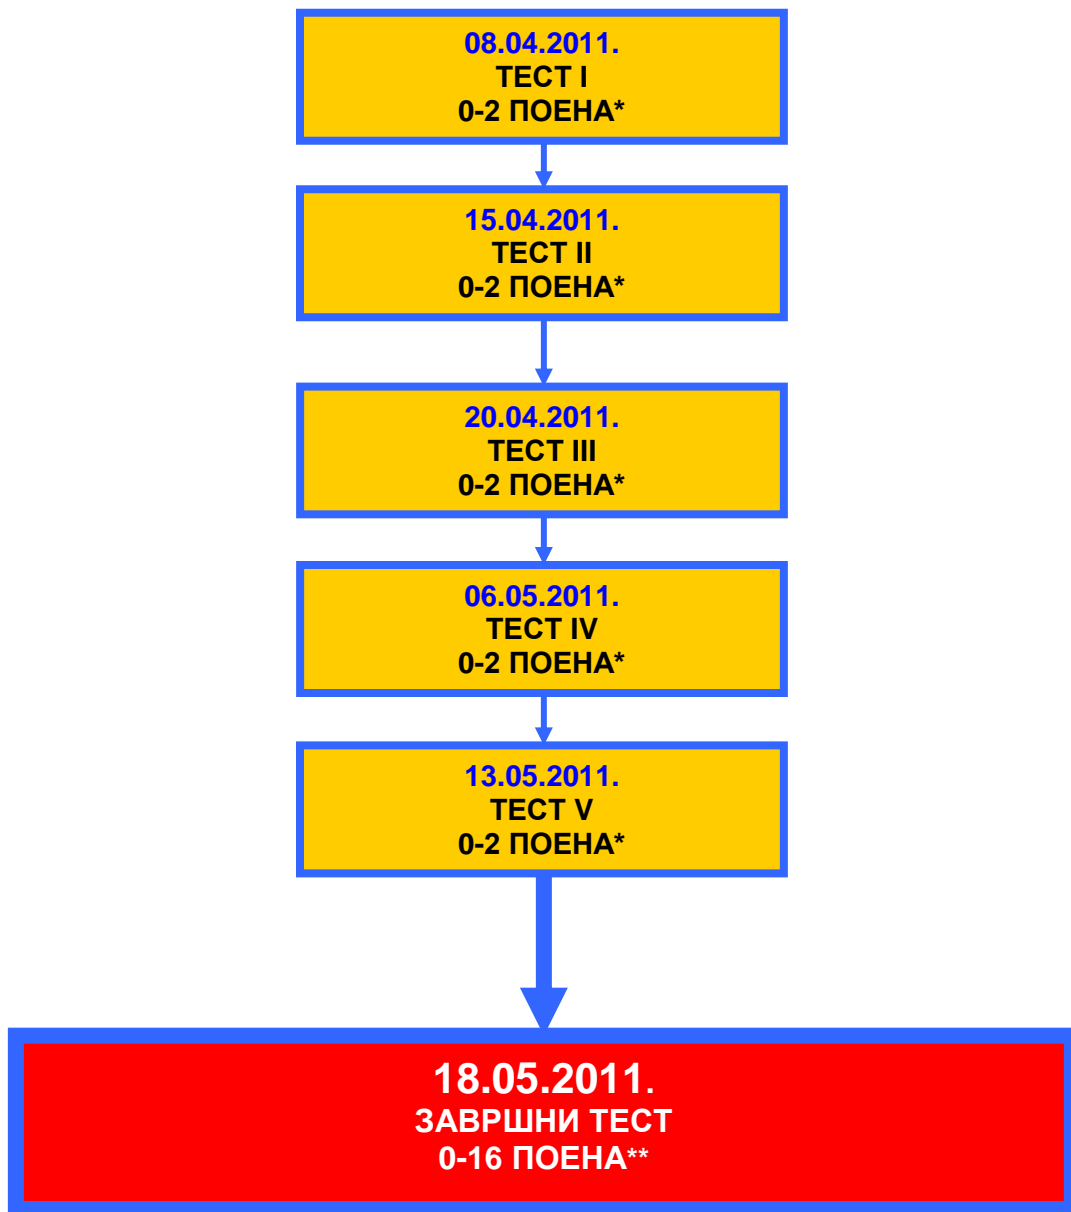 08.04.2011.
ТЕСТ I
0-2 ПОЕНА*
15.04.2011.
ТЕСТ II
0-2 ПОЕНА*
20.04.2011.
ТЕСТ III
0-2 ПОЕНА*
06.05.2011.
ТЕСТ IV
0-2 ПОЕНА*
13.05.2011.
ТЕСТ V
0-2 ПОЕНА*
18.05.2011.
ЗАВРШНИ ТЕСТ
0-16 ПОЕНА**